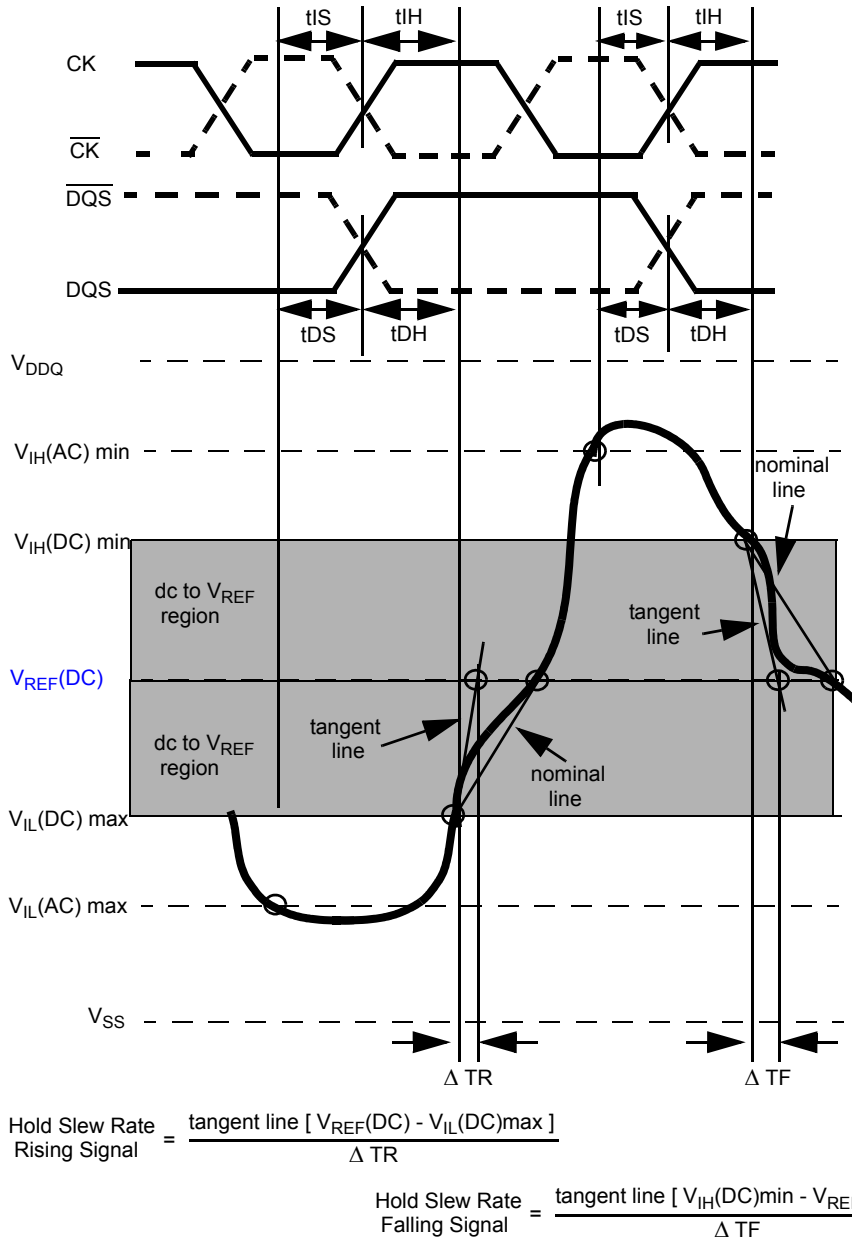 tIS tIH tIS tIH
CK
CK
DQS
DQS
tDS tDH tDS tDH
VDDQ
VIH(AC) min
nominal
line
VIH(DC) min
dc to VREF
region
tangent
line
VREF(DC)
tangent
line
dc to VREF
region
nominal
line
VIL(DC) max
VIL(AC) max
VSS
Δ TR Δ TF
Hold Slew Rate
Rising Signal = tangent line [ VREF(DC) - VIL(DC)max ]
Δ TR
Hold Slew Rate
Falling Signal = tangent line [ VIH(DC)min - VREF
Δ TF